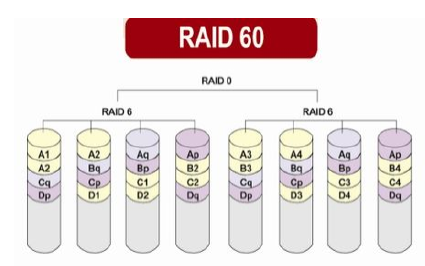 RAID 60
RAID 0
RAID 6 RAID 6
A1 A2 Aq Ap A3 A4 Aq Ap
A2 Bq Bp B2 B3 Bq Bp B4
Cq Cp C1 C2 Cq Cp C3 C4
Dp D1 D2 Dq Dp D3 D4 Dq